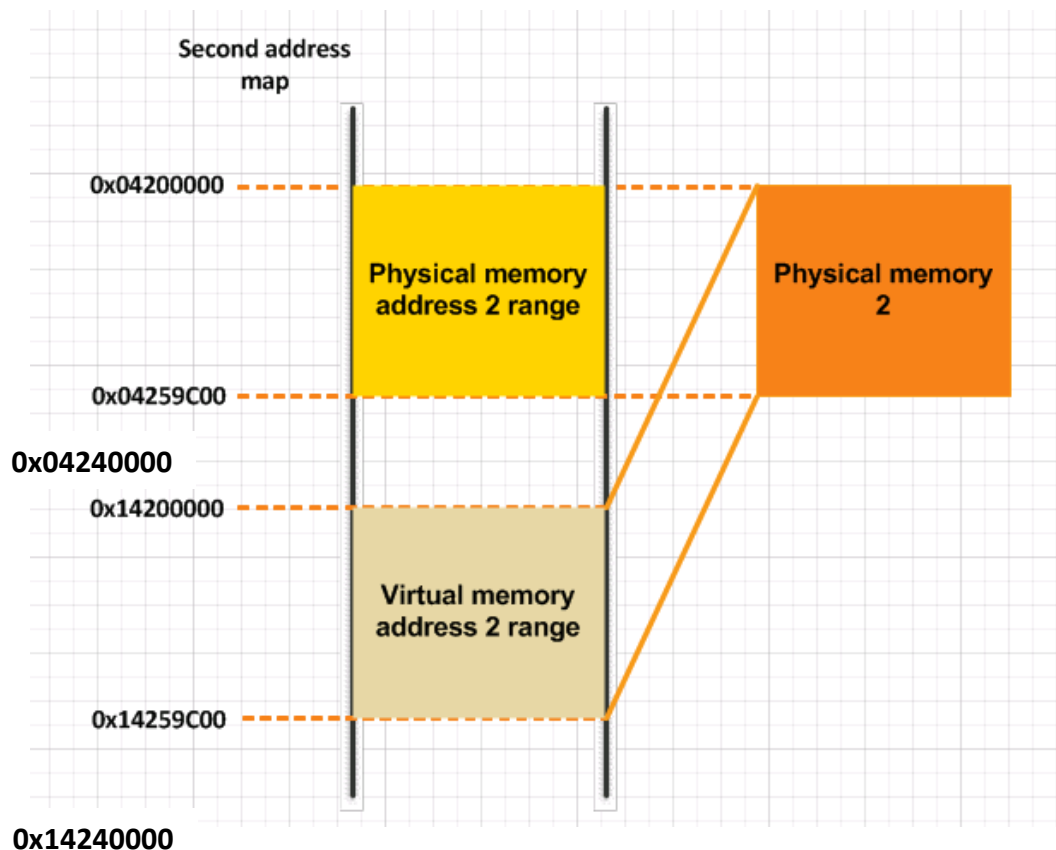 Second address
map
0x04200000
Physical memory
address 2 range
Physical memory
2
0x04259C00
0x04240000
0x14200000
Virtual memory
address 2 range
0x14259C00
0x14240000